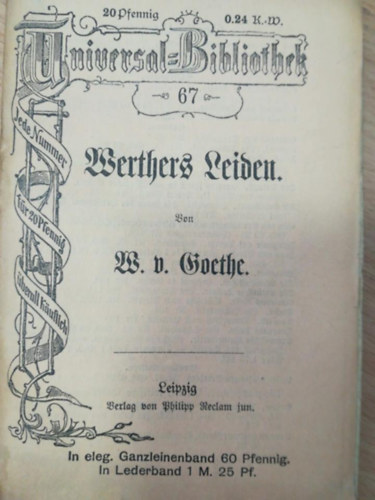 20 Pfennig 0.24 K.-W.
Universal=Bibliothek
67
Jede Nummer
für 20 Pfennig
überall käuflich
Werthers Leiden.
Von
W. v. Goethe.
Leipzig
Verlag von Philipp Reclam jun.
In eleg. Ganzleinenband 60 Pfennig.
In Lederband 1 M. 25 Pf.